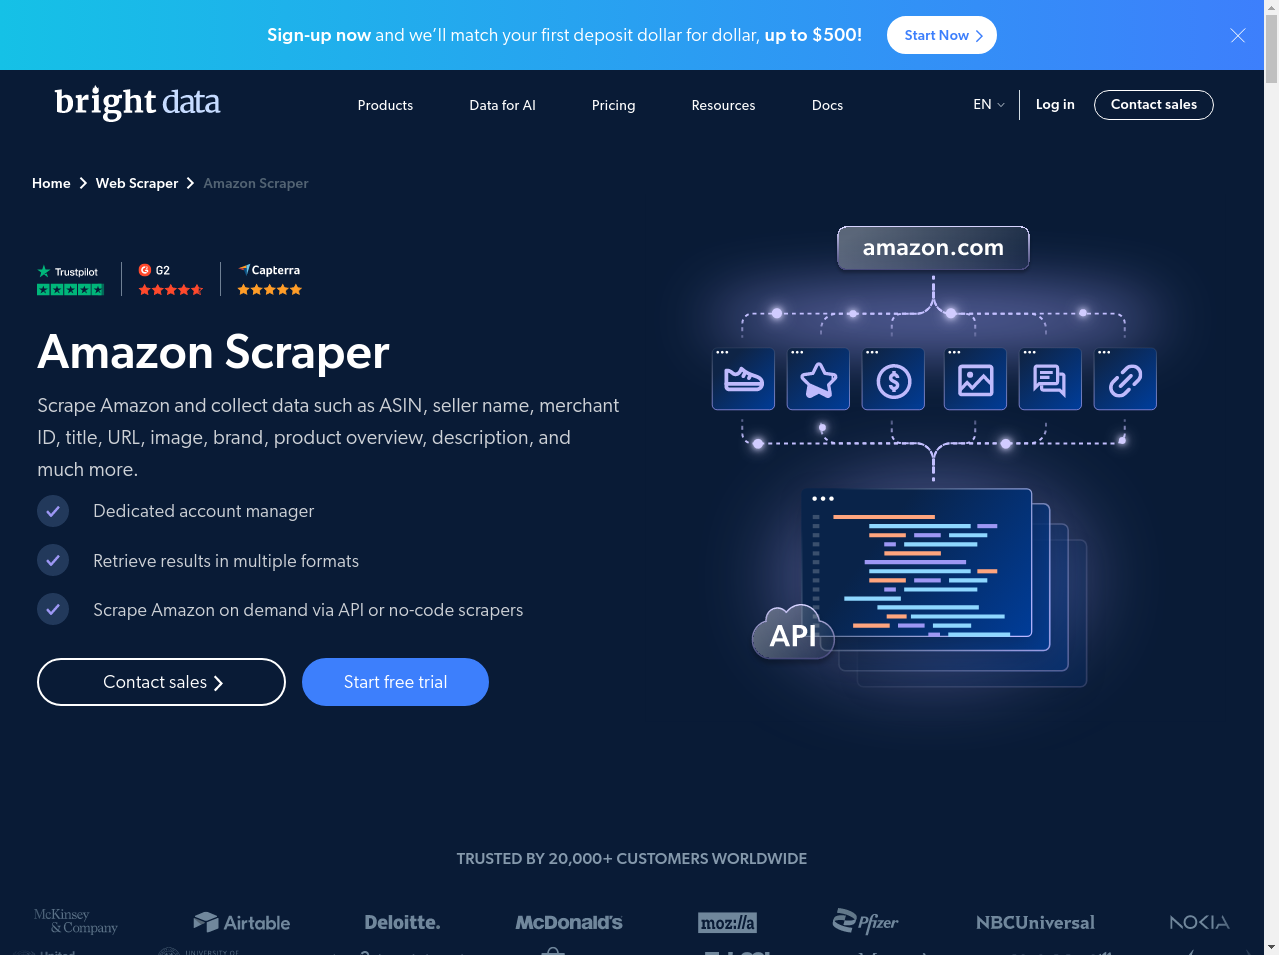 Sign-up now and we'll match your first deposit dollar for dollar, up to $500!
Start Now
bright data
Products
Data for AI
Pricing
Resources
Docs
EN
Log in
Contact sales
Home
Web Scraper
Amazon Scraper
Trustpilot
G2
Capterra
Amazon Scraper
Scrape Amazon and collect data such as ASIN, seller name, merchant
ID, title, URL, image, brand, product overview, description, and
much more.
Dedicated account manager
Retrieve results in multiple formats
Scrape Amazon on demand via API or no-code scrapers
Contact sales
Start free trial
amazon.com
API
TRUSTED BY 20,000+ CUSTOMERS WORLDWIDE
McKinsey
& Company
Airtable
Deloitte.
McDonald's
moz://a
Pfizer
NBCUniversal
NOKIA
United
UNIVERSITY OF